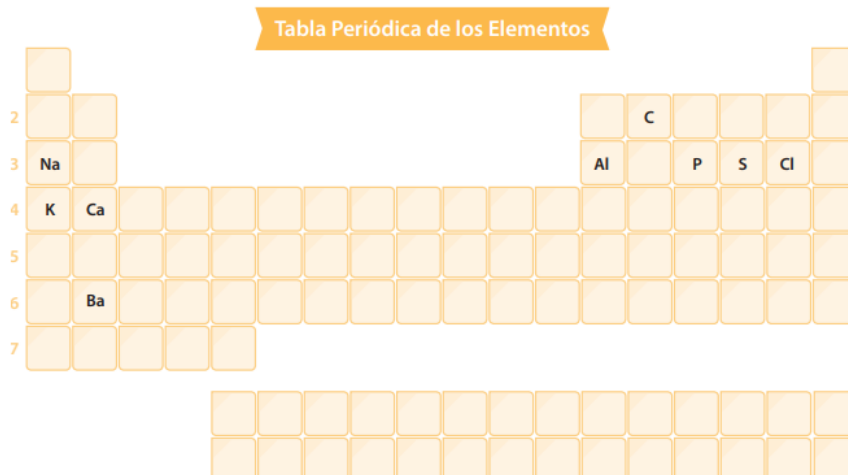 Tabla Periódica de los Elementos
2 C
3 Na Al P S Cl
4 K Ca
5
6 Ba
7